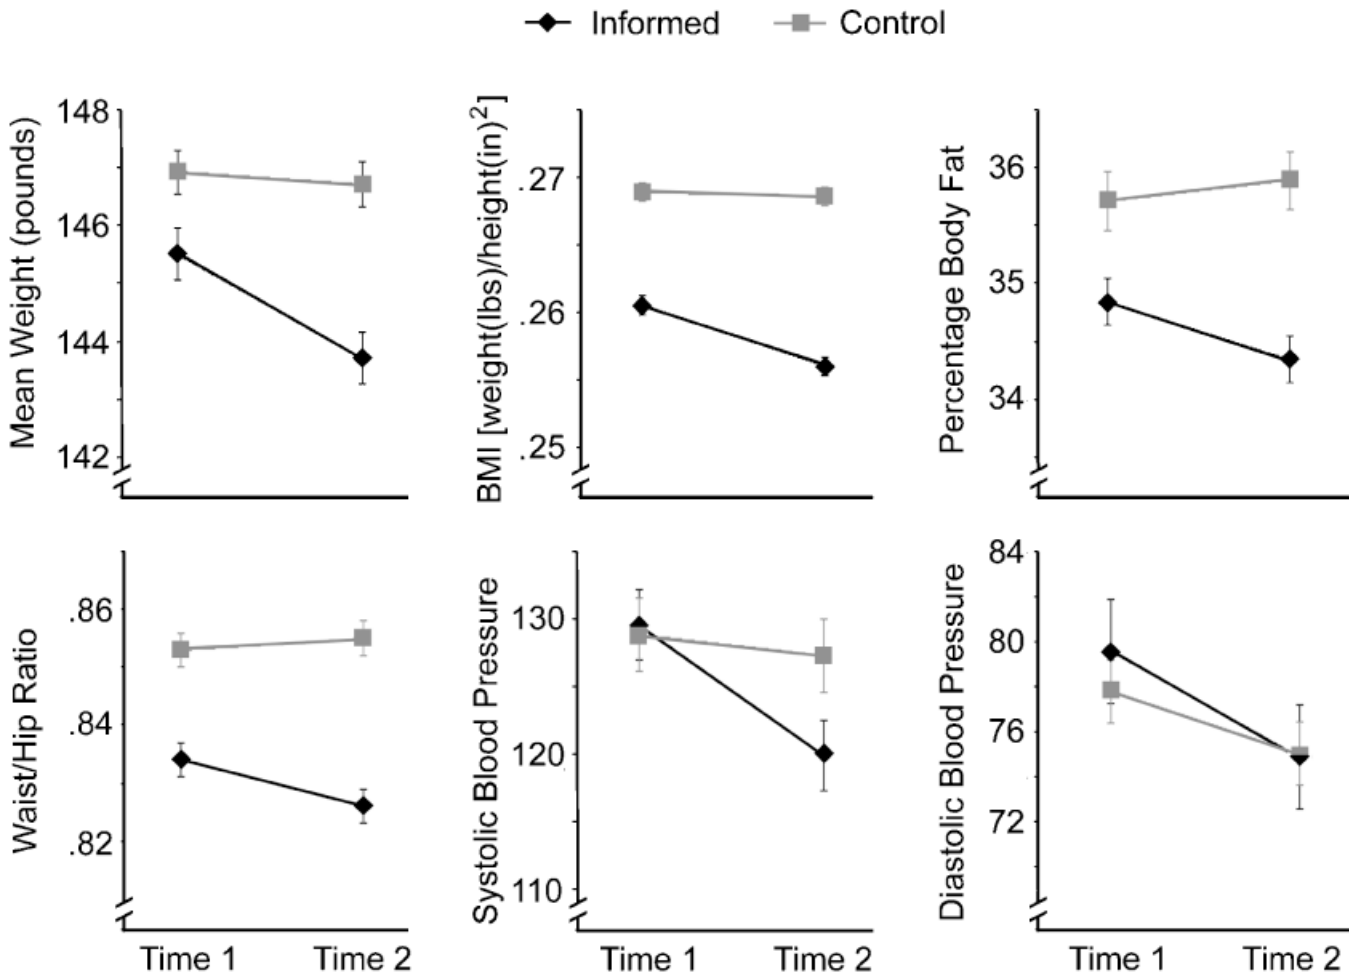 Informed
Control
Mean Weight (pounds)
148
146
144
142
BMI [weight(lbs)/height(in)²]
.27
.26
.25
Percentage Body Fat
36
35
34
Waist/Hip Ratio
.86
.84
.82
Time 1
Time 2
Systolic Blood Pressure
130
120
110
Time 1
Time 2
Diastolic Blood Pressure
84
80
76
72
Time 1
Time 2